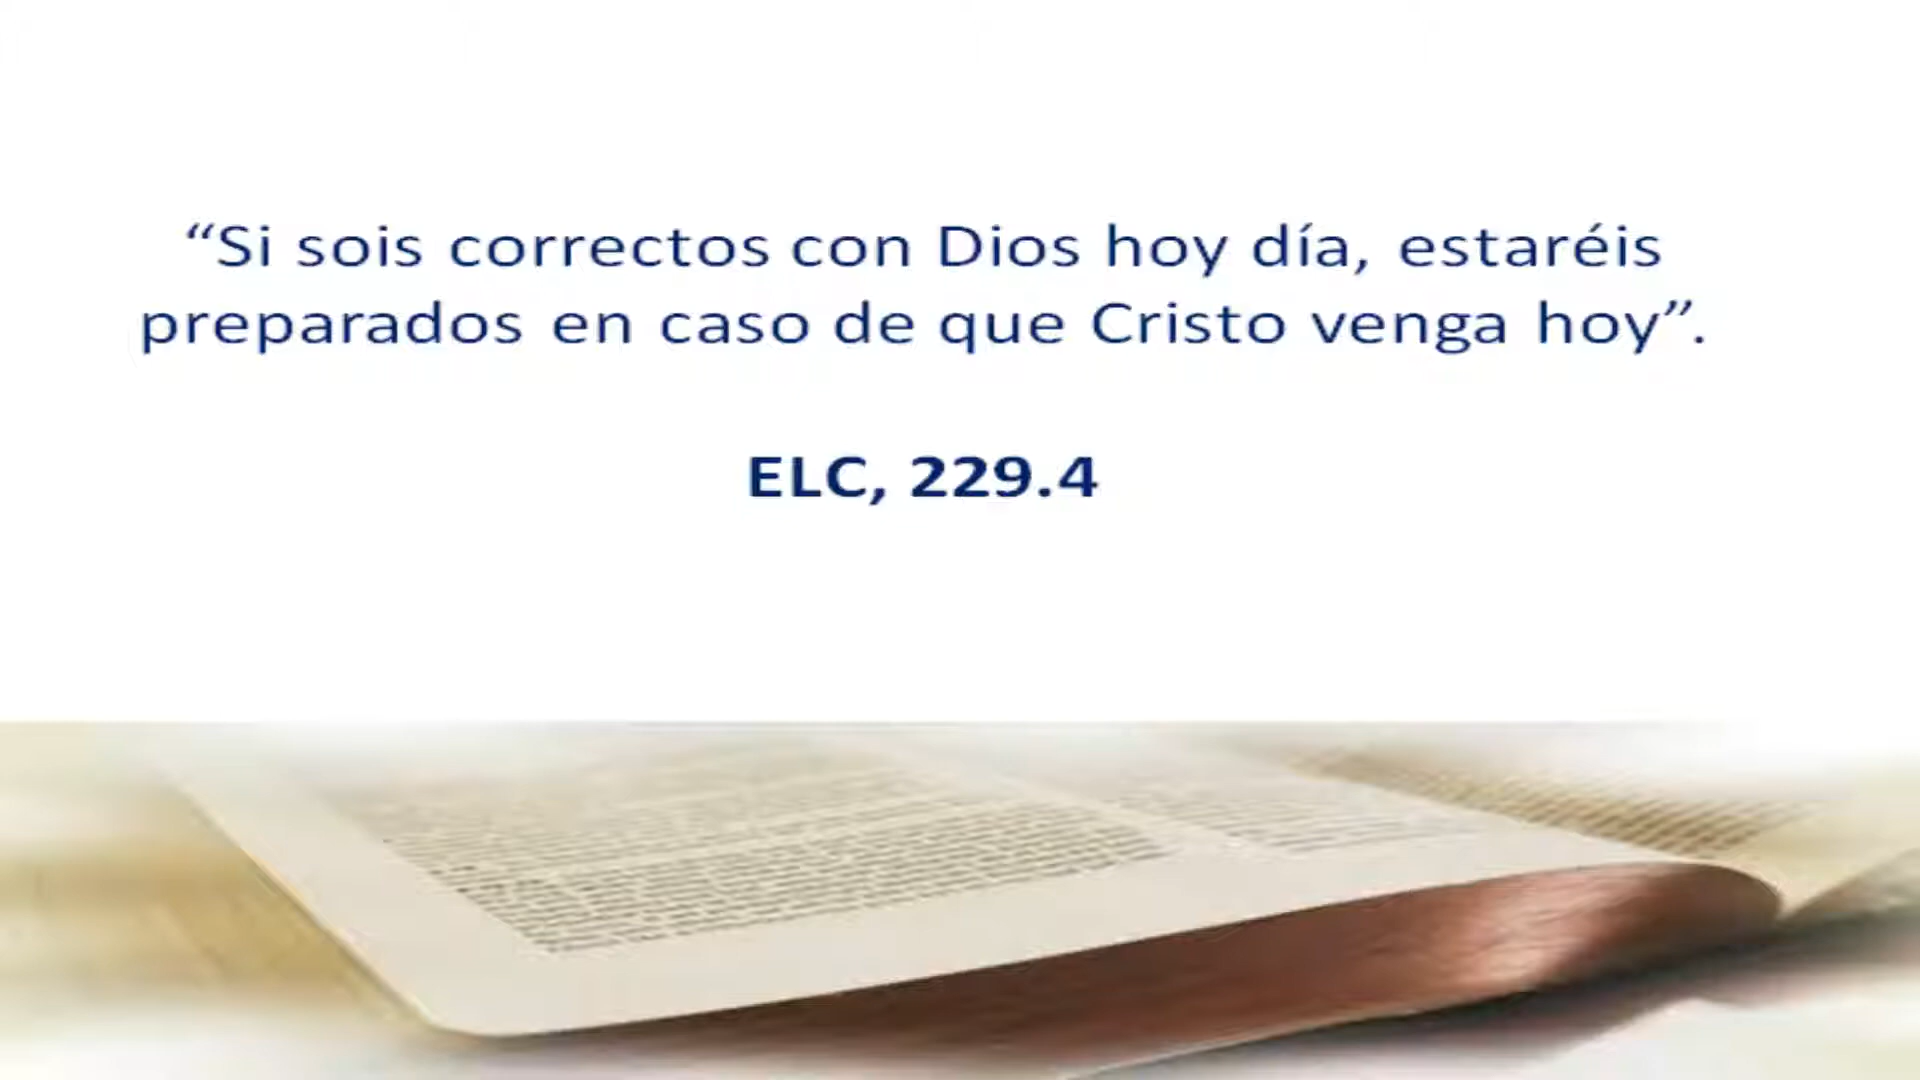 “Si sois correctos con Dios hoy día, estaréis
preparados en caso de que Cristo venga hoy”.
ELC, 229.4